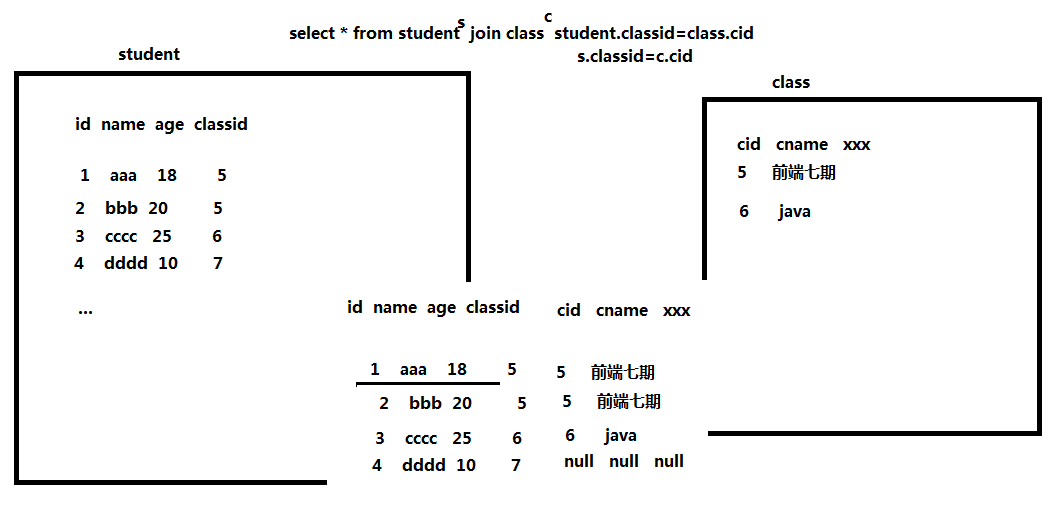 c
s
select * from student join class student.classid=class.cid
s.classid=c.cid
student
id name age classid
1 aaa 18 5
2 bbb 20 5
3 cccc 25 6
4 dddd 10 7
...
class
cid cname xxx
5 前端七期
6 java
id name age classid cid cname xxx
1 aaa 18 5 5 前端七期
2 bbb 20 5 5 前端七期
3 cccc 25 6 6 java
4 dddd 10 7 null null null